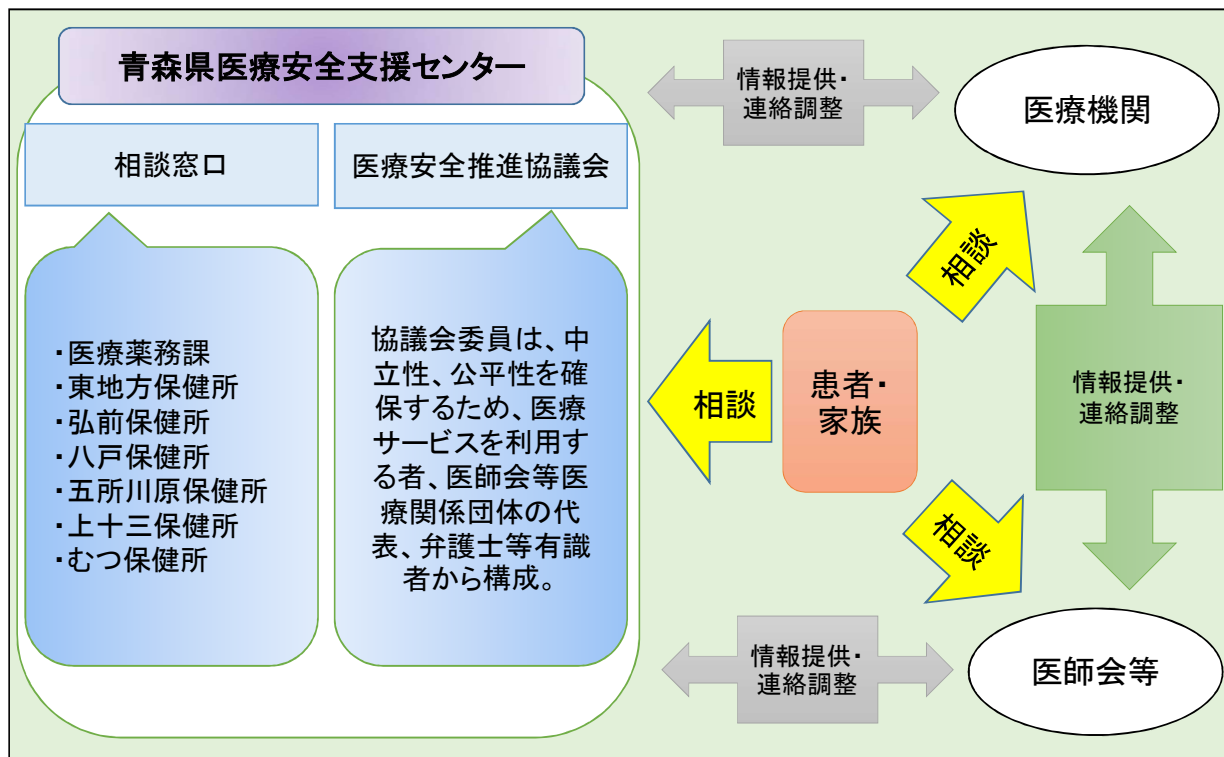 青森県医療安全支援センター
相談窓口
・医療薬務課
・東地方保健所
・弘前保健所
・八戸保健所
・五所川原保健所
・上十三保健所
・むつ保健所
医療安全推進協議会
協議会委員は、中
立性、公平性を確
保するため、医療
サービスを利用す
る者、医師会等医
療関係団体の代
表、弁護士等有識
者から構成。
情報提供・
連絡調整
医療機関
相談
相談
患者・
家族
情報提供・
連絡調整
相談
情報提供・
連絡調整
医師会等